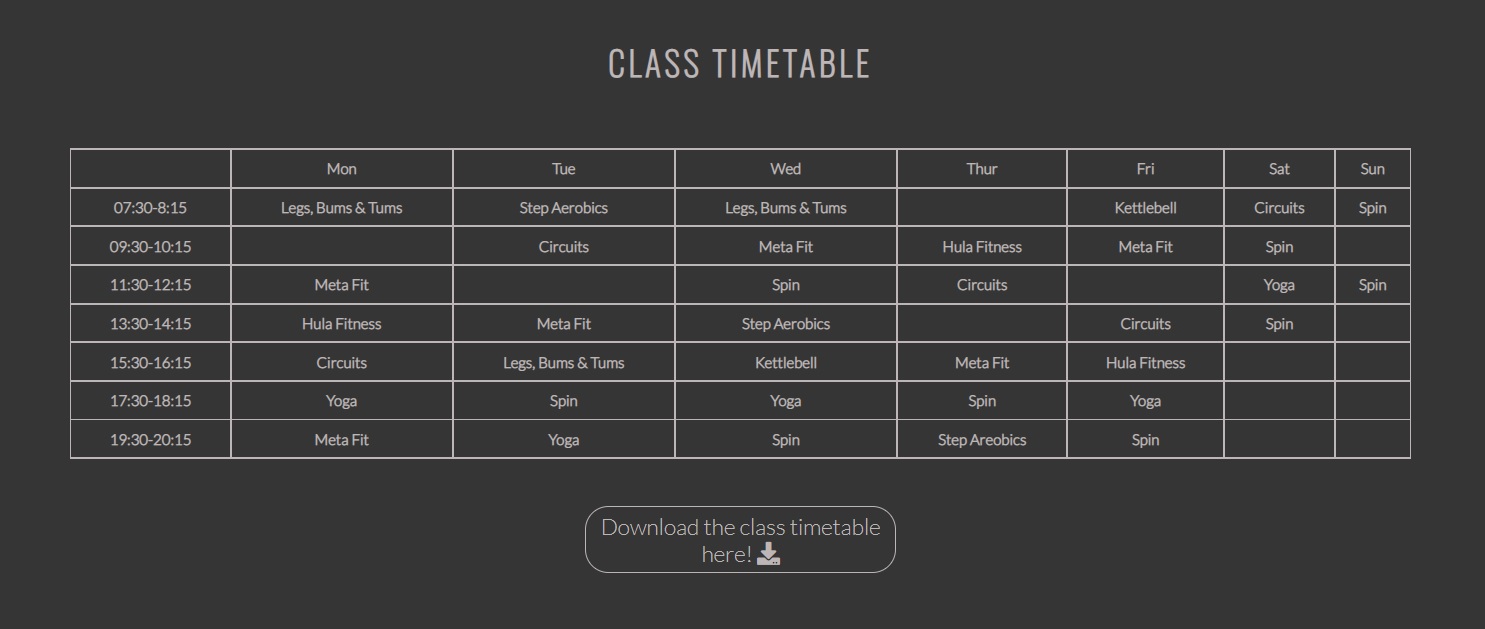 CLASS TIMETABLE
Mon Tue Wed Thur Fri Sat Sun
07:30-8:15 Legs, Bums & Tums Step Aerobics Legs, Bums & Tums Kettlebell Circuits Spin
09:30-10:15 Circuits Meta Fit Hula Fitness Meta Fit Spin
11:30-12:15 Meta Fit Spin Circuits Yoga Spin
13:30-14:15 Hula Fitness Meta Fit Step Aerobics Circuits Spin
15:30-16:15 Circuits Legs, Bums & Tums Kettlebell Meta Fit Hula Fitness
17:30-18:15 Yoga Spin Yoga Spin Yoga
19:30-20:15 Meta Fit Yoga Spin Step Areobics Spin
Download the class timetable
here!